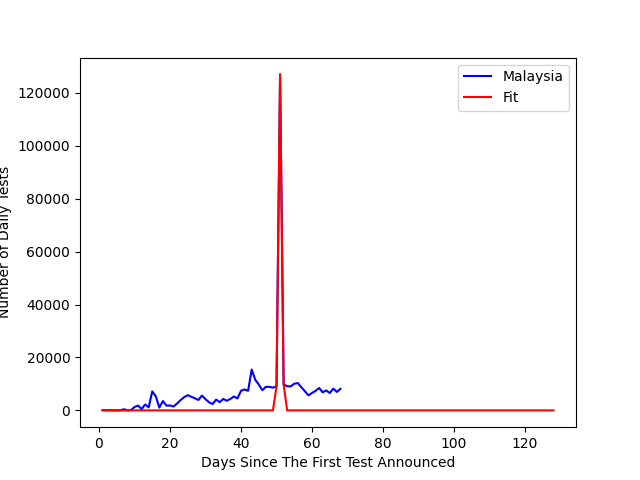 Malaysia
Fit
120000
100000
80000
60000
40000
20000
0
Number of Daily Tests
0 20 40 60 80 100 120
Days Since The First Test Announced